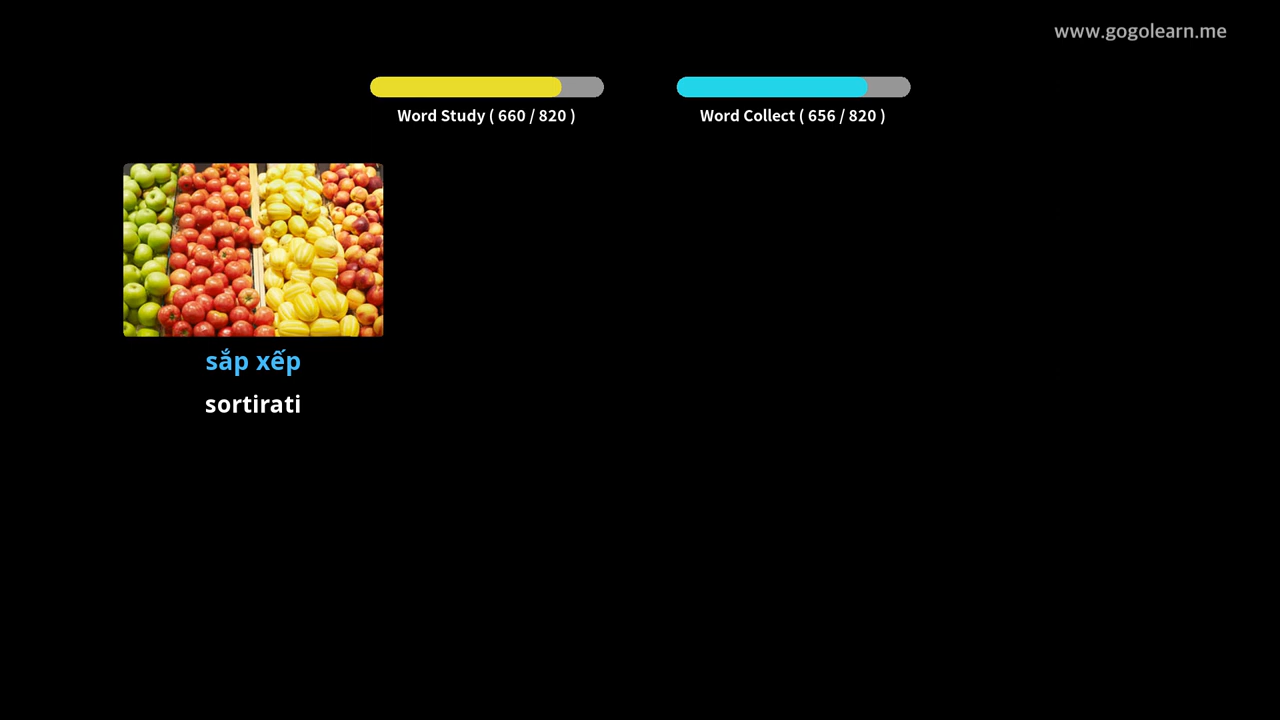 www.gogolearn.me
Word Study ( 660 / 820 )
Word Collect ( 656 / 820 )
sắp xếp
sortirati